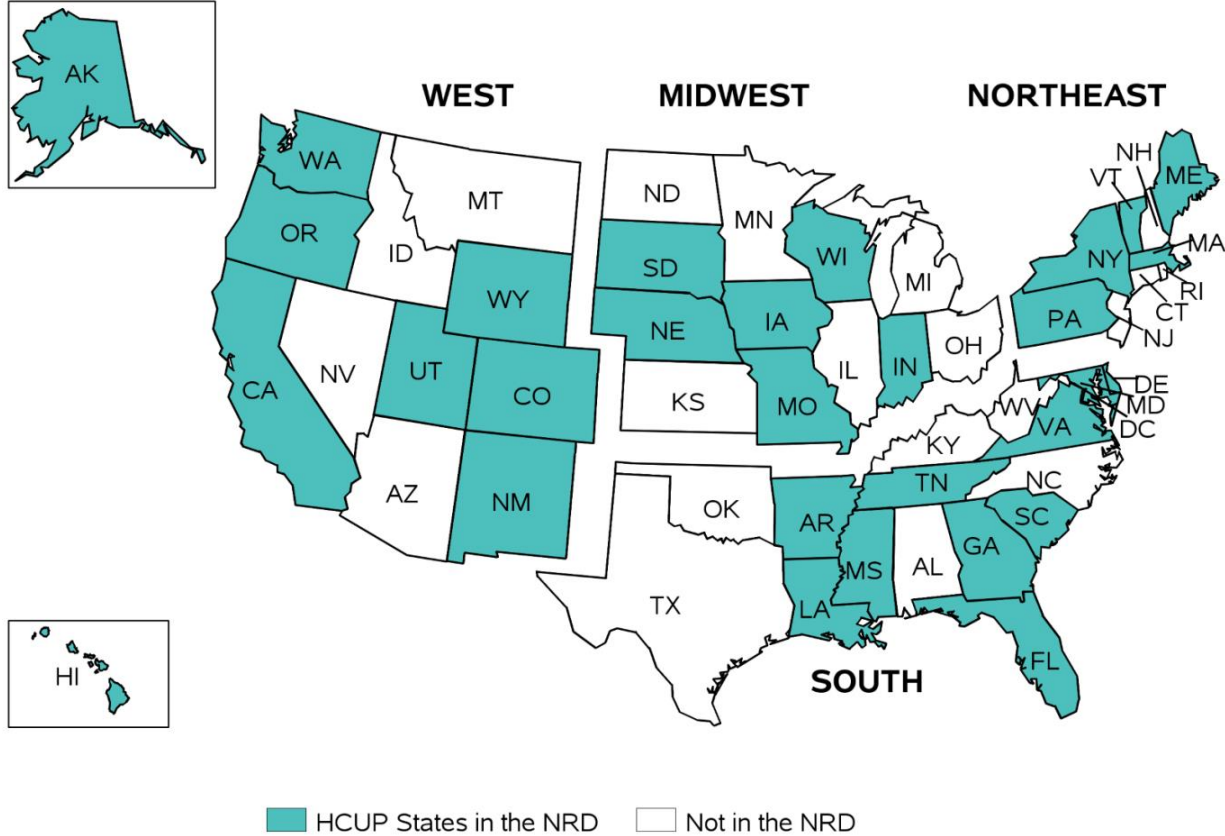 AK
WEST
MIDWEST
NORTHEAST
WA
MT
ND
MN
NH
VT
ME
OR
ID
SD
WI
MI
NY
MA
WY
RI
CT
NE
IA
PA
NJ
NV
UT
CO
CA
KS
MO
IL
IN
OH
DE
MD
DC
WV
VA
KY
AZ
NM
OK
AR
TN
NC
SC
GA
MS
AL
TX
LA
FL
HI
SOUTH
HCUP States in the NRD
Not in the NRD